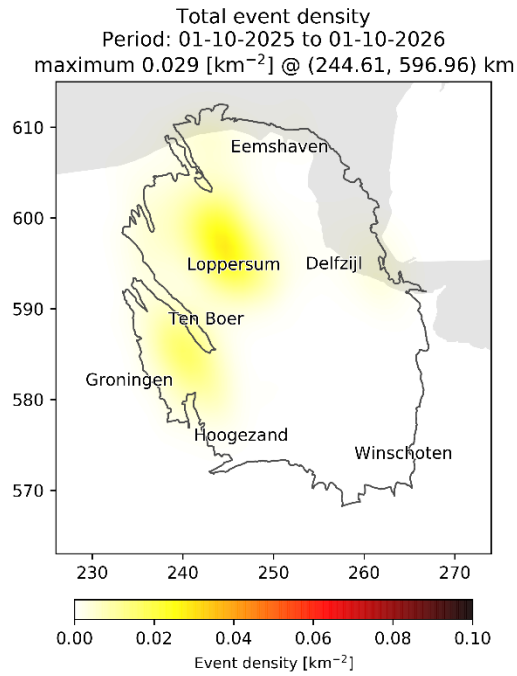 Total event density
Period: 01-10-2025 to 01-10-2026
maximum 0.029 [km⁻²] @ (244.61, 596.96) km
610
600
590
580
570
Eemshaven
Loppersum
Delfzijl
Ten Boer
Groningen
Hoogezand
Winschoten
230 240 250 260 270
0.00 0.02 0.04 0.06 0.08 0.10
Event density [km⁻²]